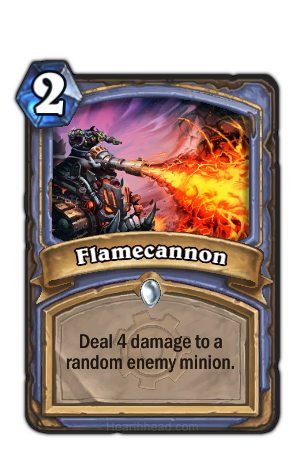 2
Flamecannon
Deal 4 damage to a
random enemy minion.
Hearthhead.com